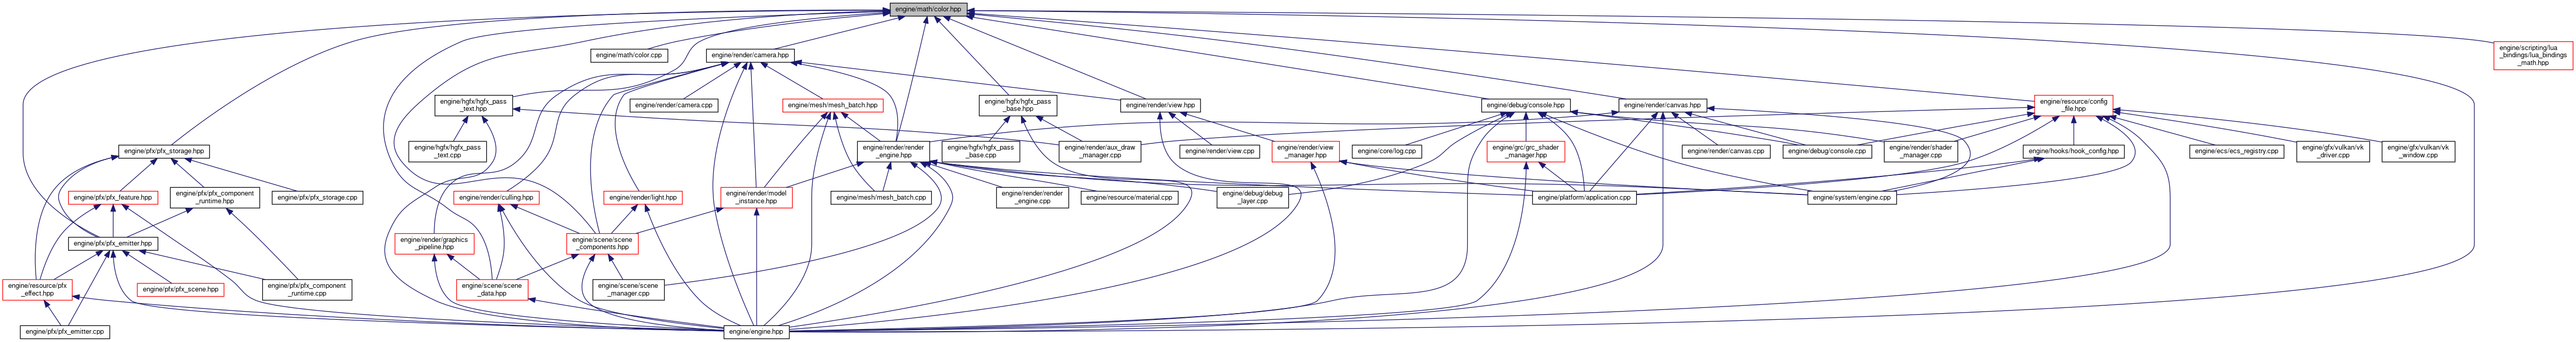 engine/math/color.hpp
engine/scripting/lua
_bindings/lua_bindings
_math.hpp
engine/math/color.cpp
engine/render/camera.hpp
engine/hgfx/hgfx_pass
_text.hpp
engine/render/camera.cpp
engine/mesh/mesh_batch.hpp
engine/hgfx/hgfx_pass
_base.hpp
engine/render/view.hpp
engine/debug/console.hpp
engine/render/canvas.hpp
engine/resource/config
_file.hpp
engine/pfx/pfx_storage.hpp
engine/hgfx/hgfx_pass
_text.cpp
engine/render/render
_engine.hpp
engine/hgfx/hgfx_pass
_base.cpp
engine/render/aux_draw
_manager.cpp
engine/render/view.cpp
engine/render/view
_manager.hpp
engine/core/log.cpp
engine/grc/grc_shader
_manager.hpp
engine/render/canvas.cpp
engine/debug/console.cpp
engine/render/shader
_manager.cpp
engine/hooks/hook_config.hpp
engine/ecs/ecs_registry.cpp
engine/gfx/vulkan/vk
_driver.cpp
engine/gfx/vulkan/vk
_window.cpp
engine/pfx/pfx_feature.hpp
engine/pfx/pfx_component
_runtime.hpp
engine/pfx/pfx_storage.cpp
engine/render/culling.hpp
engine/render/light.hpp
engine/render/model
_instance.hpp
engine/mesh/mesh_batch.cpp
engine/render/render
_engine.cpp
engine/resource/material.cpp
engine/debug/debug
_layer.cpp
engine/platform/application.cpp
engine/system/engine.cpp
engine/pfx/pfx_emitter.hpp
engine/render/graphics
_pipeline.hpp
engine/scene/scene
_components.hpp
engine/resource/pfx
_effect.hpp
engine/pfx/pfx_scene.hpp
engine/pfx/pfx_component
_runtime.cpp
engine/scene/scene
_data.hpp
engine/scene/scene
_manager.cpp
engine/pfx/pfx_emitter.cpp
engine/engine.hpp